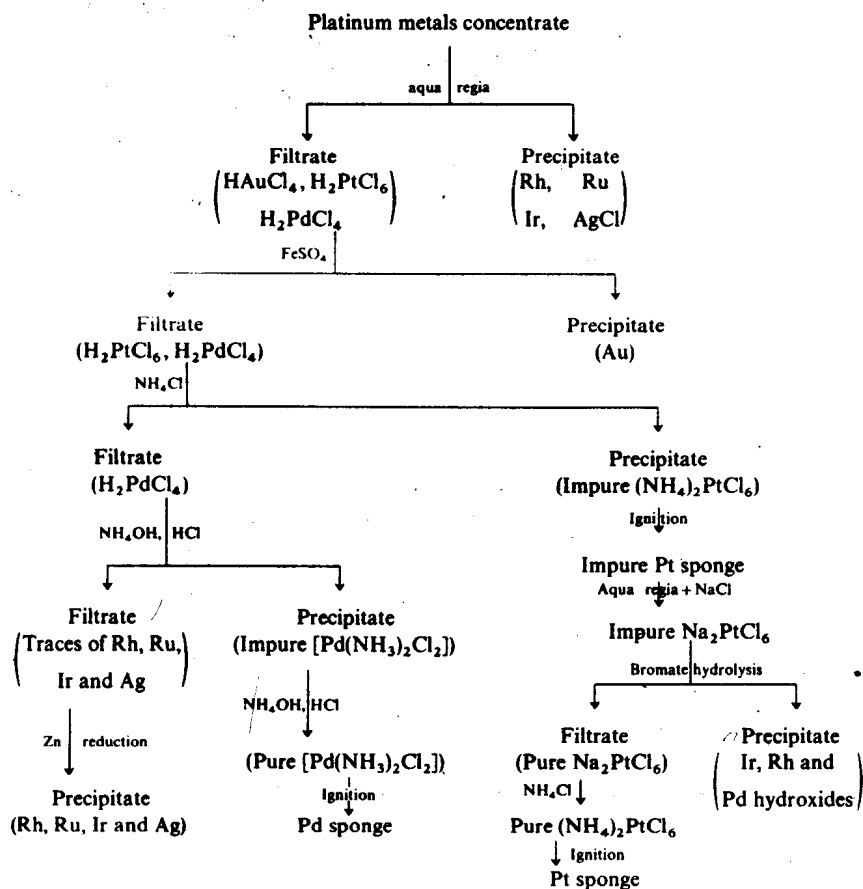 Platinum metals concentrate
aqua regia
Filtrate
(HAuCl₄, H₂PtCl₆
H₂PdCl₄)
Precipitate
(Rh, Ru
Ir, AgCl)
FeSO₄
Filtrate
(H₂PtCl₆, H₂PdCl₄)
Precipitate
(Au)
NH₄Cl
Filtrate
(H₂PdCl₄)
Precipitate
(Impure (NH₄)₂PtCl₆)
NH₄OH, HCl
Ignition
Impure Pt sponge
Aqua regia + NaCl
Impure Na₂PtCl₆
Bromate hydrolysis
Filtrate
(Traces of Rh, Ru,
Ir and Ag)
Precipitate
(Impure [Pd(NH₃)₂Cl₂])
Zn reduction
NH₄OH, HCl
Precipitate
(Rh, Ru, Ir and Ag)
(Pure [Pd(NH₃)₂Cl₂])
Ignition
Pd sponge
Filtrate
(Pure Na₂PtCl₆)
NH₄Cl
Pure (NH₄)₂PtCl₆
Ignition
Pt sponge
Precipitate
(Ir, Rh and
Pd hydroxides)